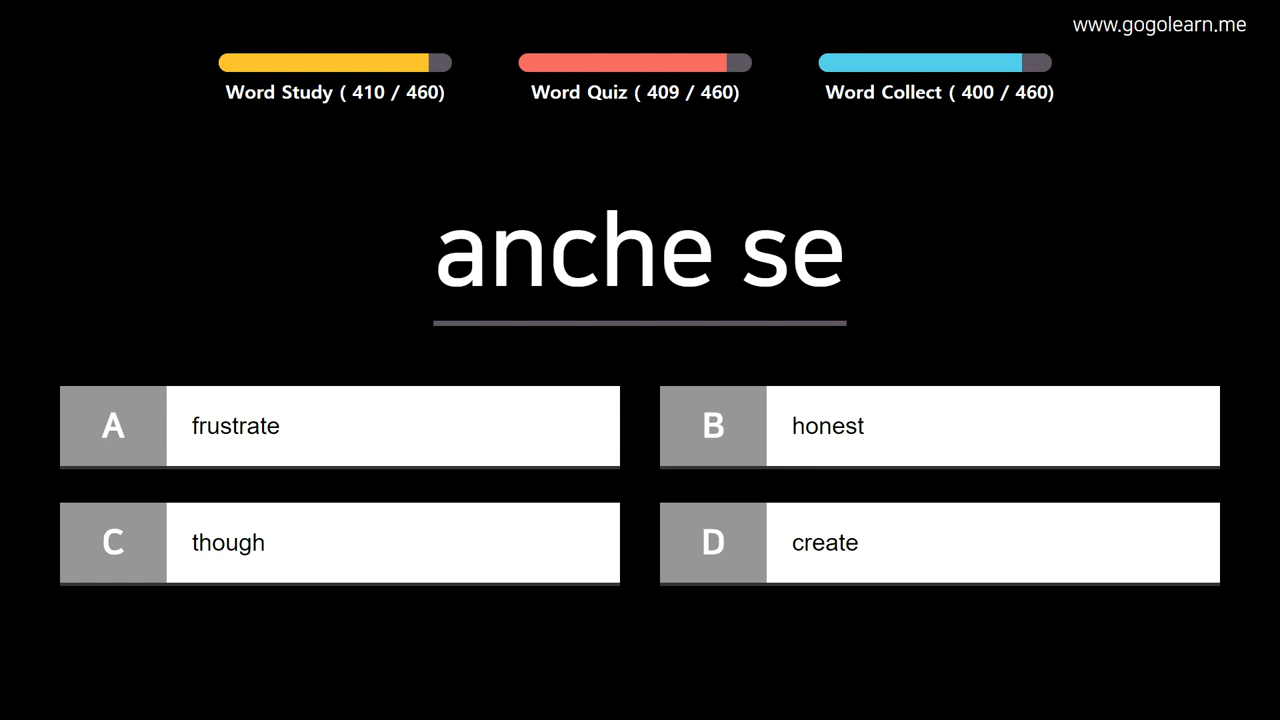 www.gogolearn.me
Word Study ( 410 / 460)
Word Quiz ( 409 / 460)
Word Collect ( 400 / 460)
anche se
A frustrate
B honest
C though
D create